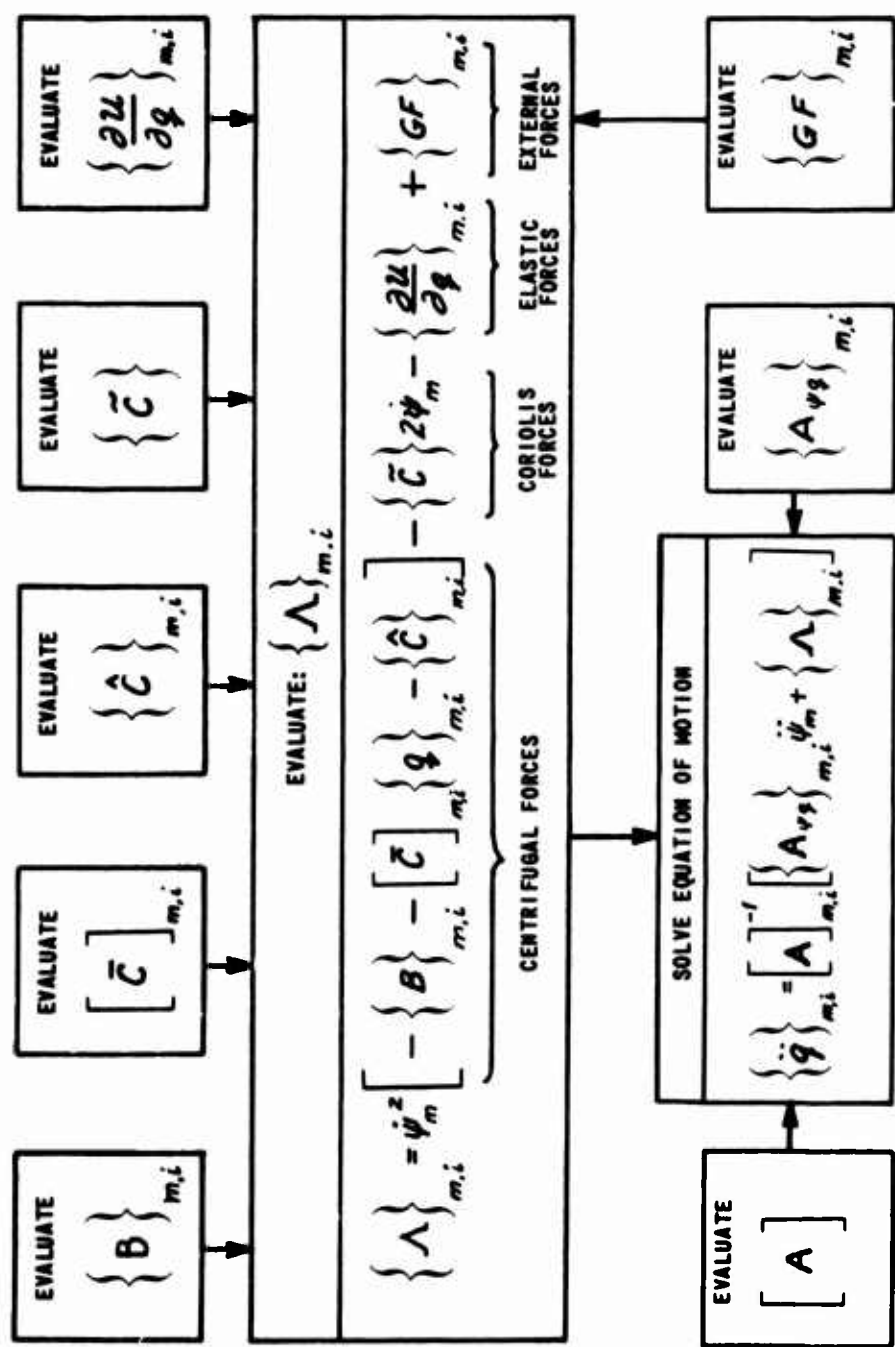 EVALUATE
{B}m,i
EVALUATE
[C̄]m,i
EVALUATE
{Ĉ}m,i
EVALUATE
{C̃}
EVALUATE
{∂𝒰/∂q}m,i
EVALUATE: {Λ}m,i
{Λ}m,i = ψ̇m² [ − {B}m,i − [C̄]m,i {q}m,i − {Ĉ}m,i ] − {C̃} 2ψ̇m − {∂𝒰/∂q}m,i + {GF}m,i
CENTRIFUGAL FORCES
CORIOLIS
FORCES
ELASTIC
FORCES
EXTERNAL
FORCES
EVALUATE
[A]
SOLVE EQUATION OF MOTION
{q̈}m,i = [A]⁻¹m,i [ {Aψq}m,i ψ̈m + {Λ}m,i ]
EVALUATE
{Aψq}m,i
EVALUATE
{GF}m,i